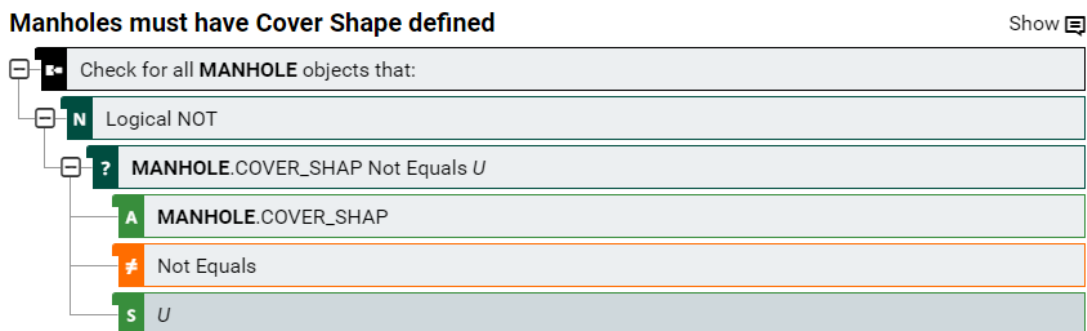 Manholes must have Cover Shape defined
Show
Check for all MANHOLE objects that:
N Logical NOT
? MANHOLE.COVER_SHAP Not Equals U
A MANHOLE.COVER_SHAP
≠ Not Equals
S U